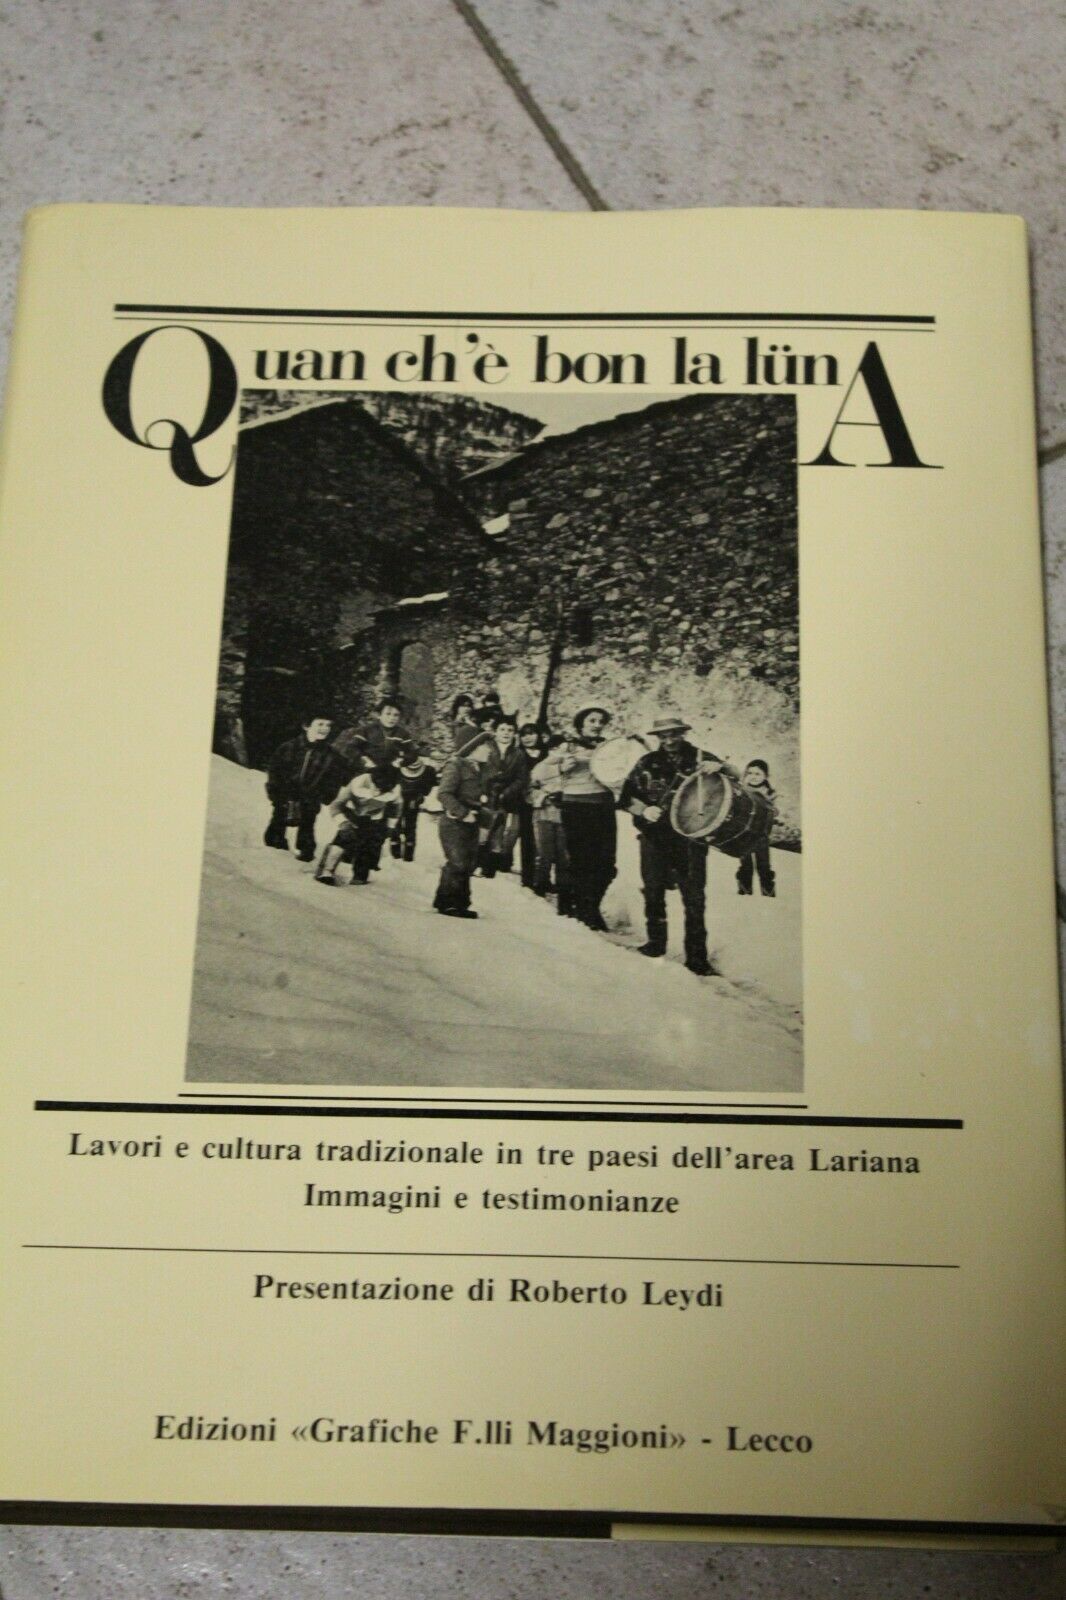 Quan ch'è bon la lünA
Lavori e cultura tradizionale in tre paesi dell'area Lariana
Immagini e testimonianze
Presentazione di Roberto Leydi
Edizioni «Grafiche F.lli Maggioni» - Lecco